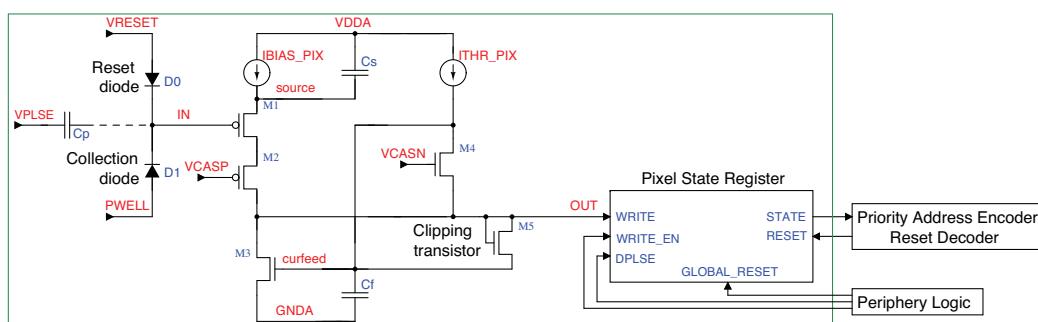 VRESET
VDDA
IBIAS_PIX
ITHR_PIX
Reset
diode
D0
Cs
source
VPLSE
Cp
IN
M1
M2
M4
Collection
diode
D1
VCASP
VCASN
PWELL
OUT
Pixel State Register
WRITE
STATE
WRITE_EN
RESET
DPLSE
GLOBAL_RESET
Priority Address Encoder
Reset Decoder
Clipping
transistor
M5
M3
curfeed
Cf
GNDA
Periphery Logic